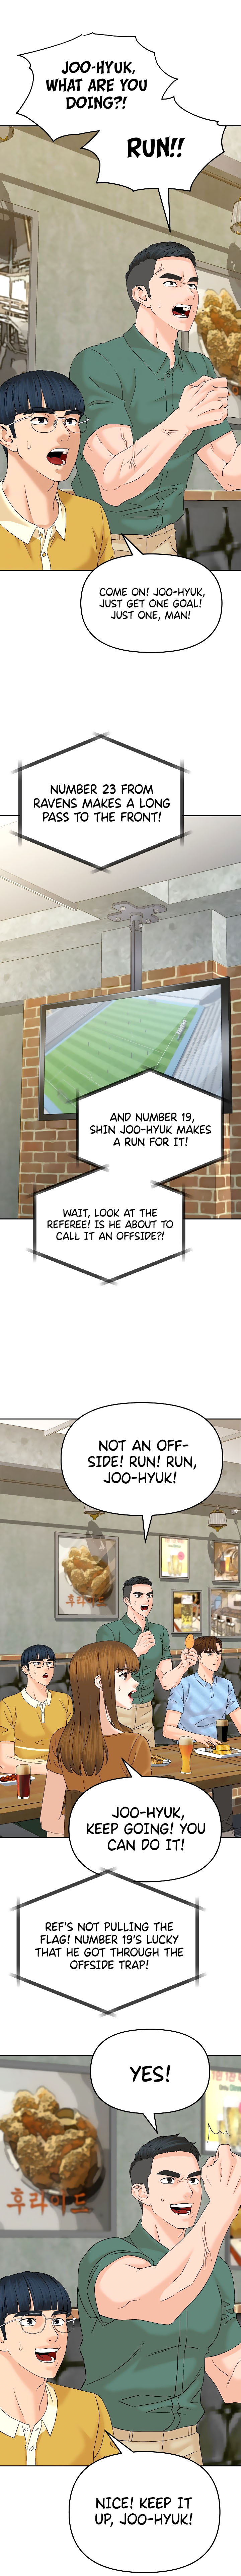 JOO-HYUK,
WHAT ARE YOU
DOING?!
RUN!!
COME ON! JOO-HYUK,
JUST GET ONE GOAL!
JUST ONE, MAN!
NUMBER 23 FROM
RAVENS MAKES A LONG
PASS TO THE FRONT!
AND NUMBER 19,
SHIN JOO-HYUK MAKES
A RUN FOR IT!
WAIT, LOOK AT THE
REFEREE! IS HE ABOUT TO
CALL IT AN OFFSIDE?!
NOT AN OFF-
SIDE! RUN! RUN,
JOO-HYUK!
후라이드
JOO-HYUK,
KEEP GOING! YOU
CAN DO IT!
REF'S NOT PULLING THE
FLAG! NUMBER 19'S LUCKY
THAT HE GOT THROUGH THE
OFFSIDE TRAP!
YES!
후라이드
NICE! KEEP IT
UP, JOO-HYUK!